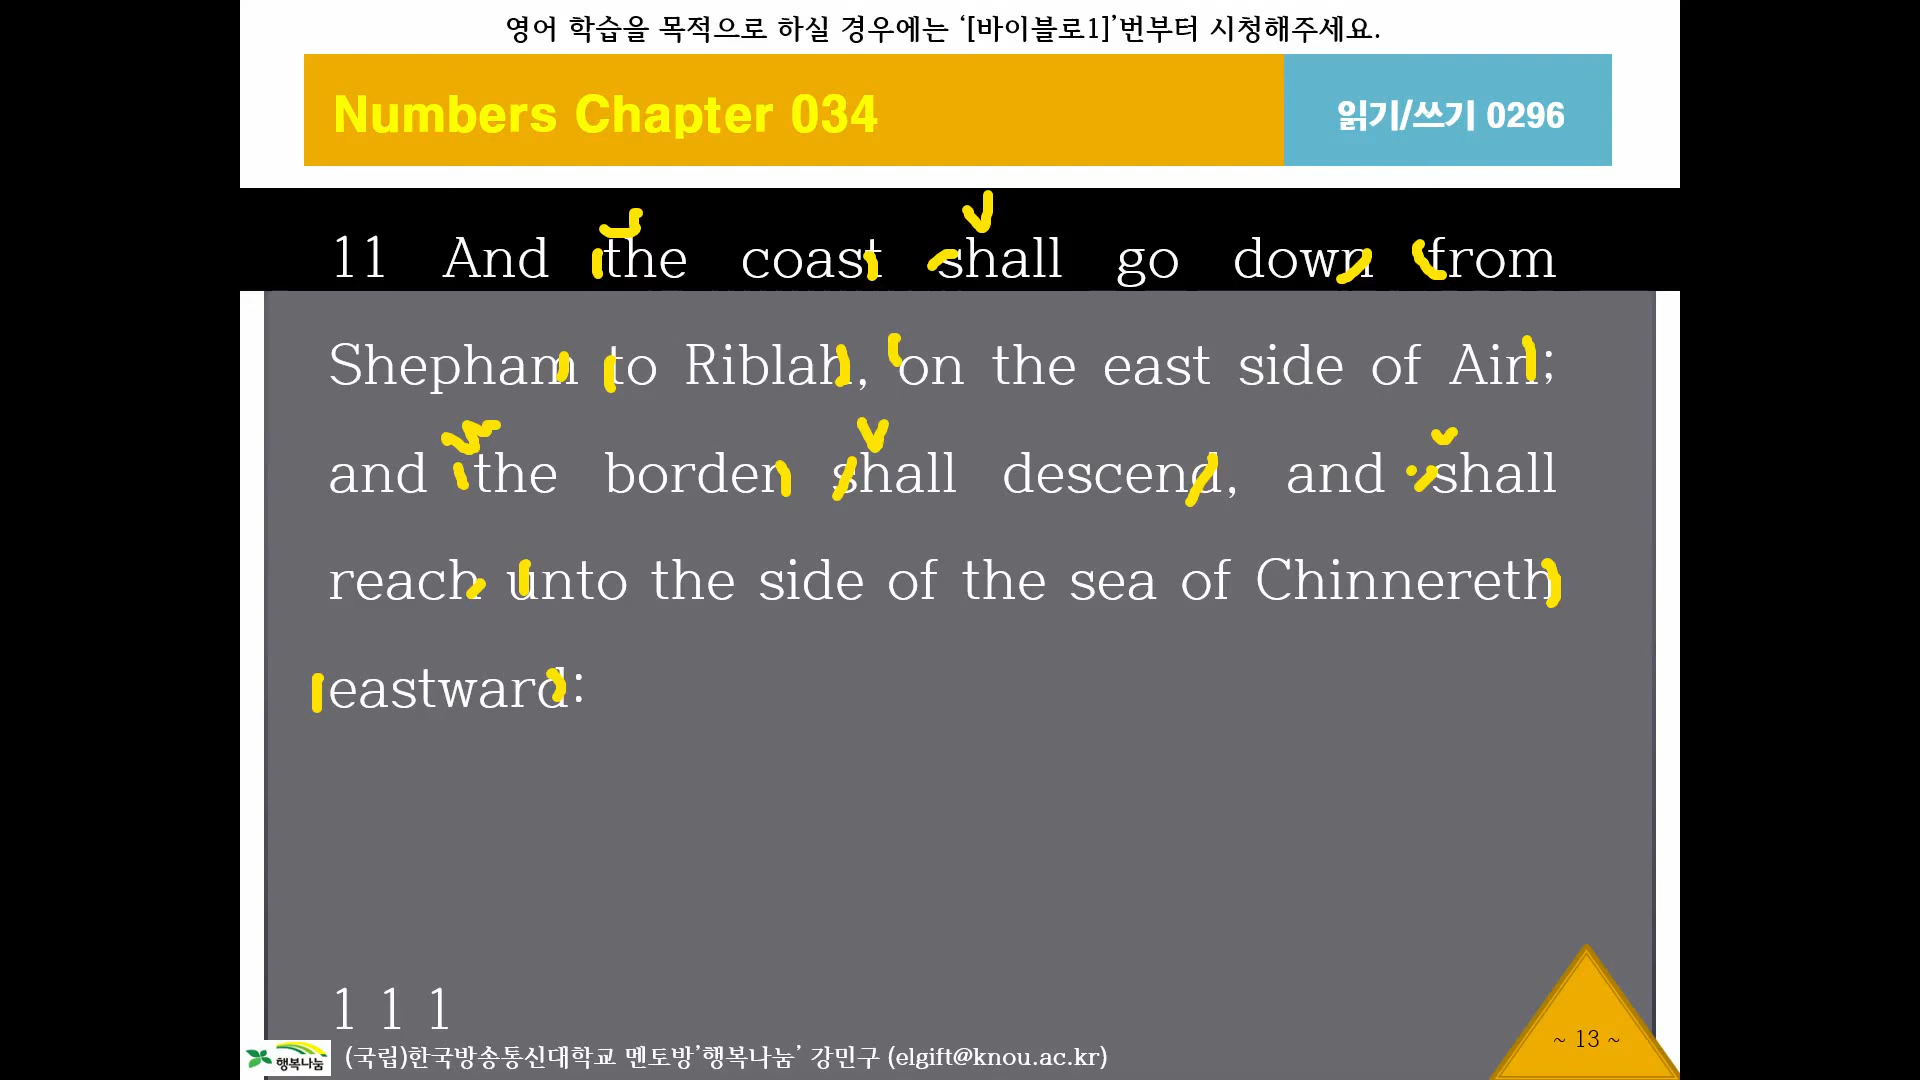 영어 학습을 목적으로 하실 경우에는 ‘[바이블로1]’번부터 시청해주세요.
Numbers Chapter 034
읽기/쓰기 0296
11 And the coast shall go down from
Shepham to Riblah, on the east side of Ain;
and the border shall descend, and shall
reach unto the side of the sea of Chinnereth
eastward:
1 1 1
~ 13 ~
행복나눔 (국립)한국방송통신대학교 멘토방’행복나눔’ 강민구 (elgift@knou.ac.kr)